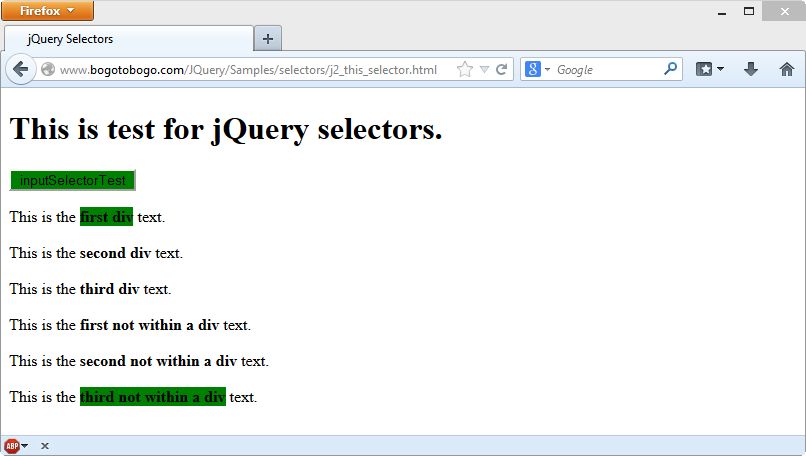 Firefox
jQuery Selectors
www.bogotobogo.com/JQuery/Samples/selectors/j2_this_selector.html
Google
This is test for jQuery selectors.
inputSelectorTest
This is the first div text.
This is the second div text.
This is the third div text.
This is the first not within a div text.
This is the second not within a div text.
This is the third not within a div text.
ABP